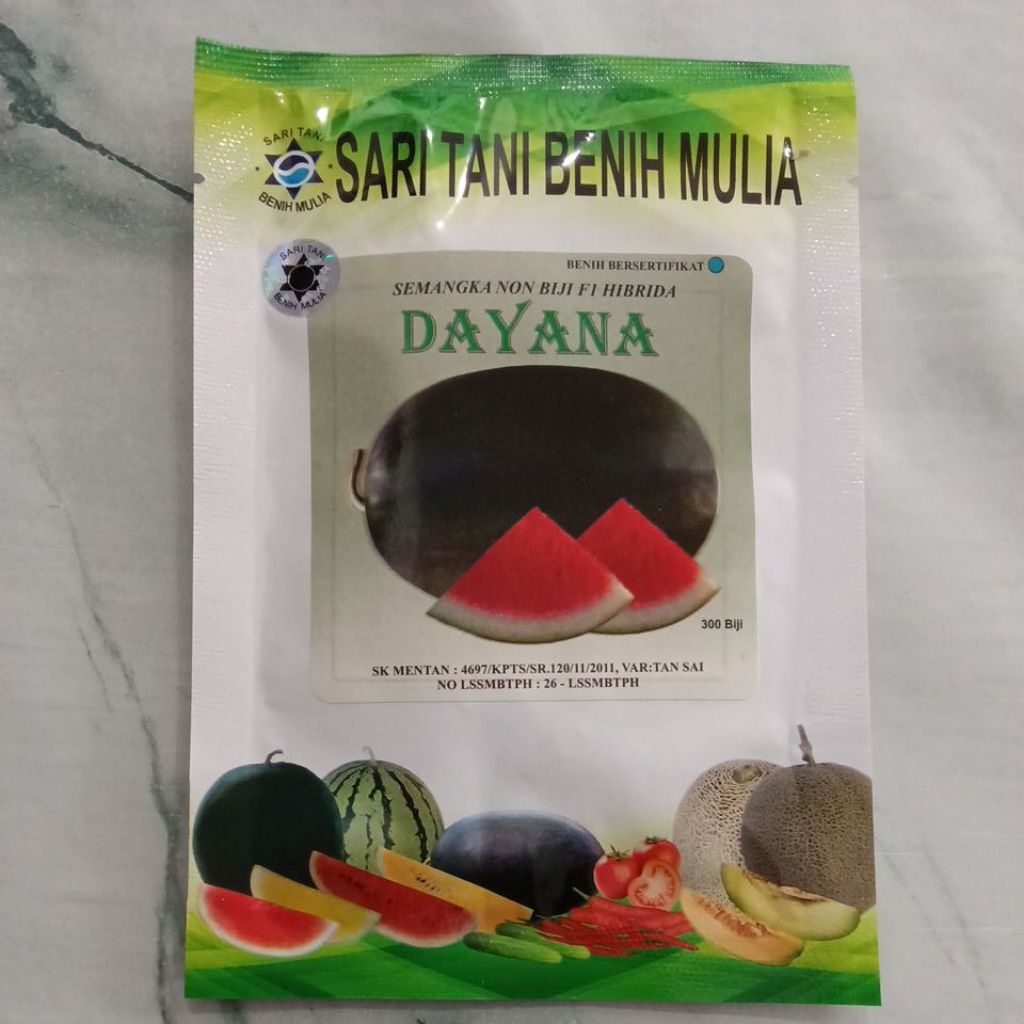 SARI TANI
BENIH MULIA
SARI TANI BENIH MULIA
SARI TANI
BENIH MULIA
BENIH BERSERTIFIKAT
SEMANGKA NON BIJI F1 HIBRIDA
DAYANA
300 Biji
SK MENTAN : 4697/KPTS/SR.120/11/2011, VAR:TAN SAI
NO LSSMBTPH : 26 - LSSMBTPH